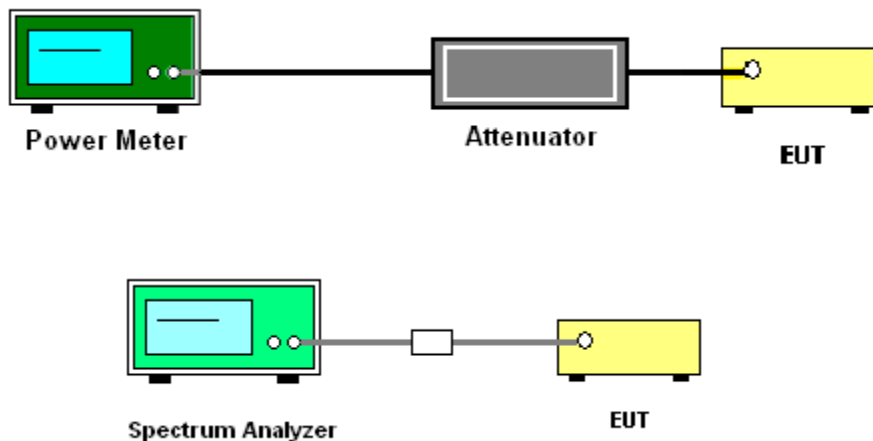 Power Meter
Attenuator
EUT
Spectrum Analyzer
EUT